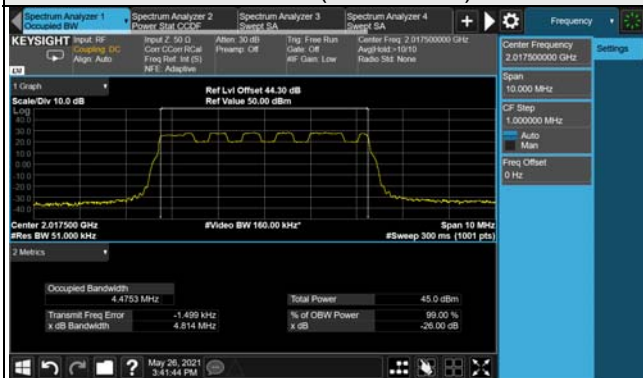 Spectrum Analyzer 1
Occupied BW
Spectrum Analyzer 2
Power Stat CCDF
Spectrum Analyzer 3
Swept SA
Spectrum Analyzer 4
Swept SA
+
Frequency
KEYSIGHT
Input: RF
Coupling: DC
Align: Auto
Input Z: 50 Ω
Corr CCorr RCal
Freq Ref: Int (S)
NFE: Adaptive
Atten: 30 dB
Preamp: Off
Trig: Free Run
Gate: Off
#IF Gain: Low
Center Freq: 2.017500000 GHz
Avg|Hold:>10/10
Radio Std: None
LXI
Center Frequency
2.017500000 GHz
Settings
Span
10.000 MHz
CF Step
1.000000 MHz
Auto
Man
Freq Offset
0 Hz
1 Graph
Scale/Div 10.0 dB
Ref Lvl Offset 44.30 dB
Ref Value 50.00 dBm
Log
40.0
30.0
20.0
10.0
0.00
-10.0
-20.0
-30.0
-40.0
Center 2.017500 GHz
#Res BW 51.000 kHz
#Video BW 160.00 kHz*
Span 10 MHz
#Sweep 300 ms (1001 pts)
2 Metrics
Occupied Bandwidth
4.4753 MHz
Total Power 45.0 dBm
Transmit Freq Error -1.499 kHz
% of OBW Power 99.00 %
x dB Bandwidth 4.814 MHz
x dB -26.00 dB
?
May 26, 2021
3:41:44 PM